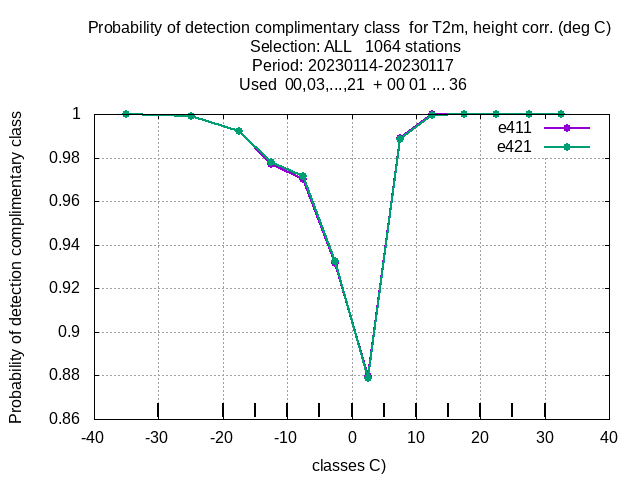 Probability of detection complimentary class  for T2m, height corr. (deg C)
Selection: ALL   1064 stations
Period: 20230114-20230117
Used  00,03,...,21  + 00 01 ... 36
Probability of detection complimentary class
1
0.98
0.96
0.94
0.92
0.9
0.88
0.86
e411
e421
-40 -30 -20 -10 0 10 20 30 40
classes C)